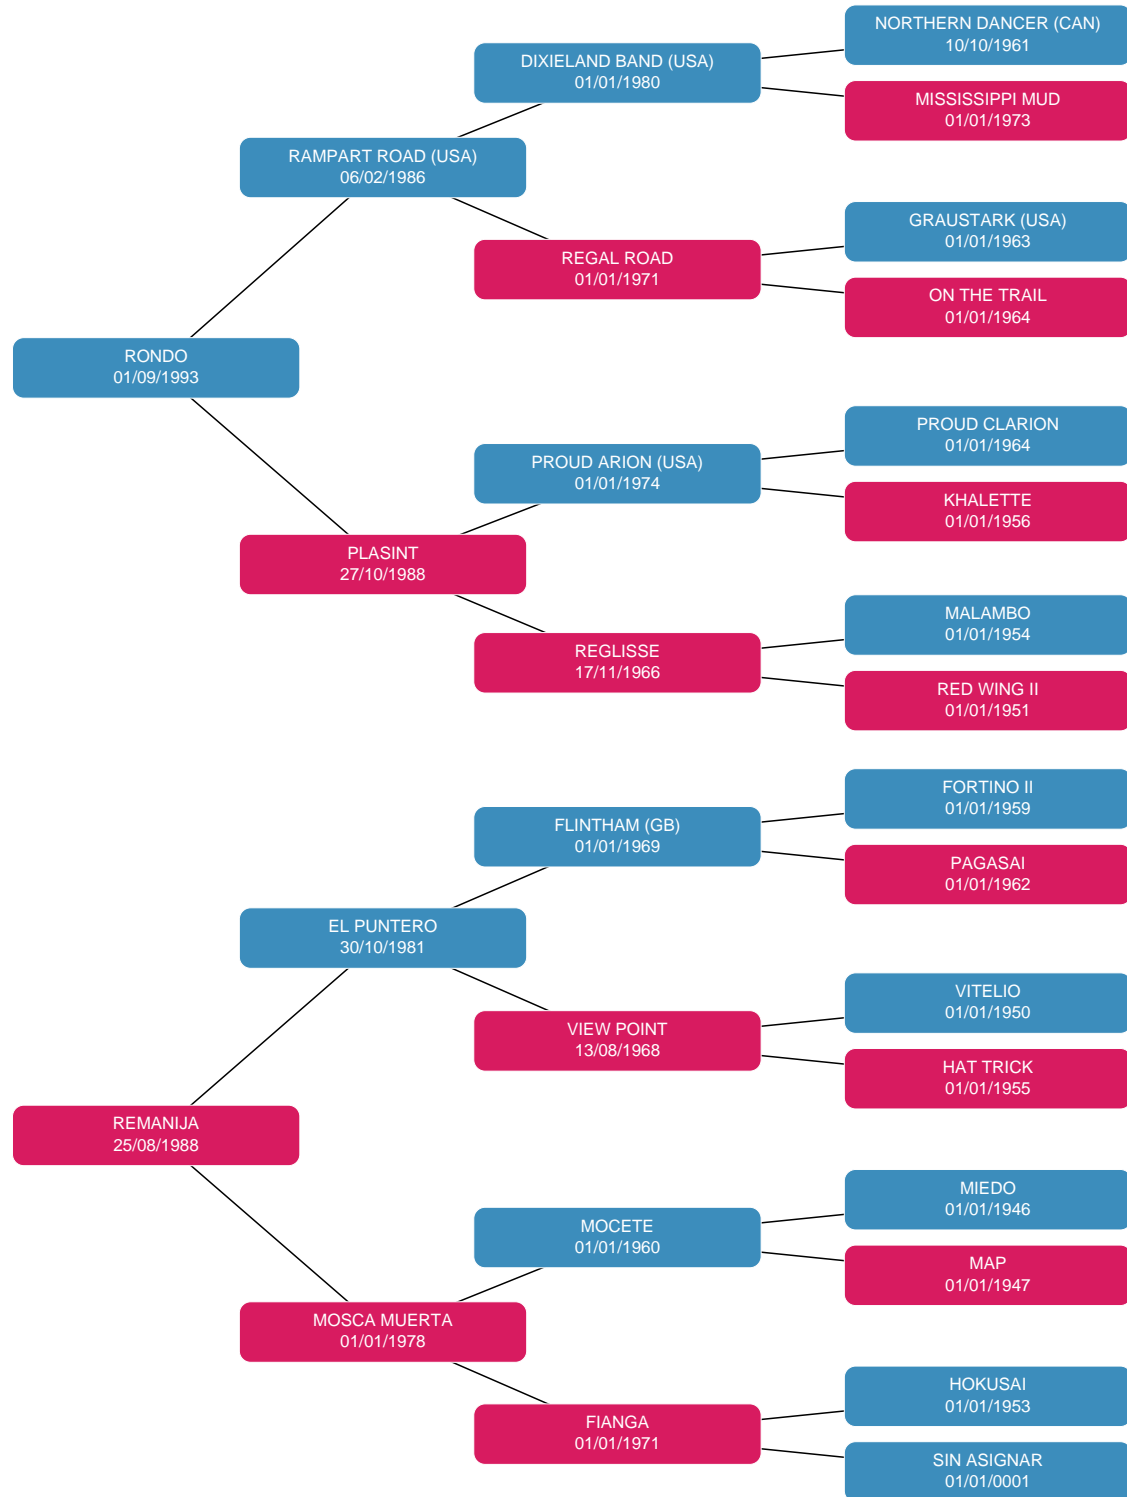 NORTHERN DANCER (CAN)
10/10/1961
DIXIELAND BAND (USA)
01/01/1980
MISSISSIPPI MUD
01/01/1973
RAMPART ROAD (USA)
06/02/1986
GRAUSTARK (USA)
01/01/1963
REGAL ROAD
01/01/1971
ON THE TRAIL
01/01/1964
RONDO
01/09/1993
PROUD CLARION
01/01/1964
PROUD ARION (USA)
01/01/1974
KHALETTE
01/01/1956
PLASINT
27/10/1988
MALAMBO
01/01/1954
REGLISSE
17/11/1966
RED WING II
01/01/1951
FORTINO II
01/01/1959
FLINTHAM (GB)
01/01/1969
PAGASAI
01/01/1962
EL PUNTERO
30/10/1981
VITELIO
01/01/1950
VIEW POINT
13/08/1968
HAT TRICK
01/01/1955
REMANIJA
25/08/1988
MIEDO
01/01/1946
MOCETE
01/01/1960
MAP
01/01/1947
MOSCA MUERTA
01/01/1978
HOKUSAI
01/01/1953
FIANGA
01/01/1971
SIN ASIGNAR
01/01/0001